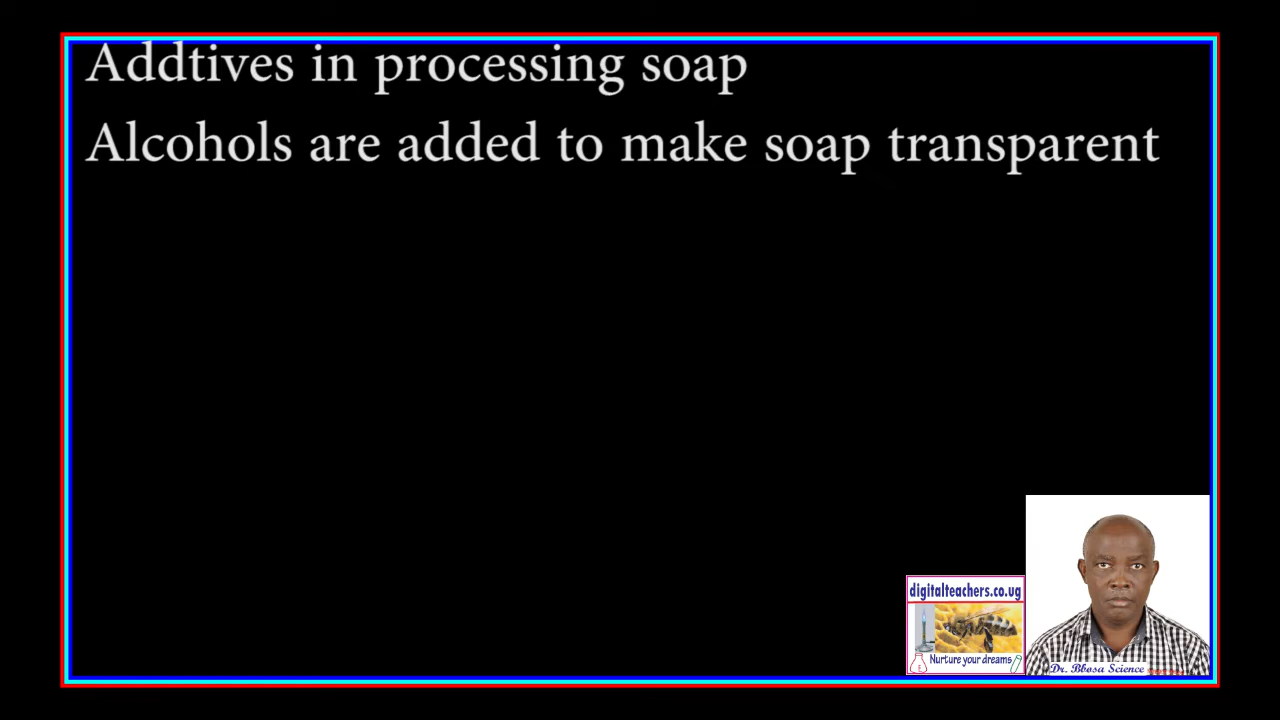 Addtives in processing soap
Alcohols are added to make soap transparent
digitalteachers.co.ug
Nurture your dreams
Dr. Bbosa Science